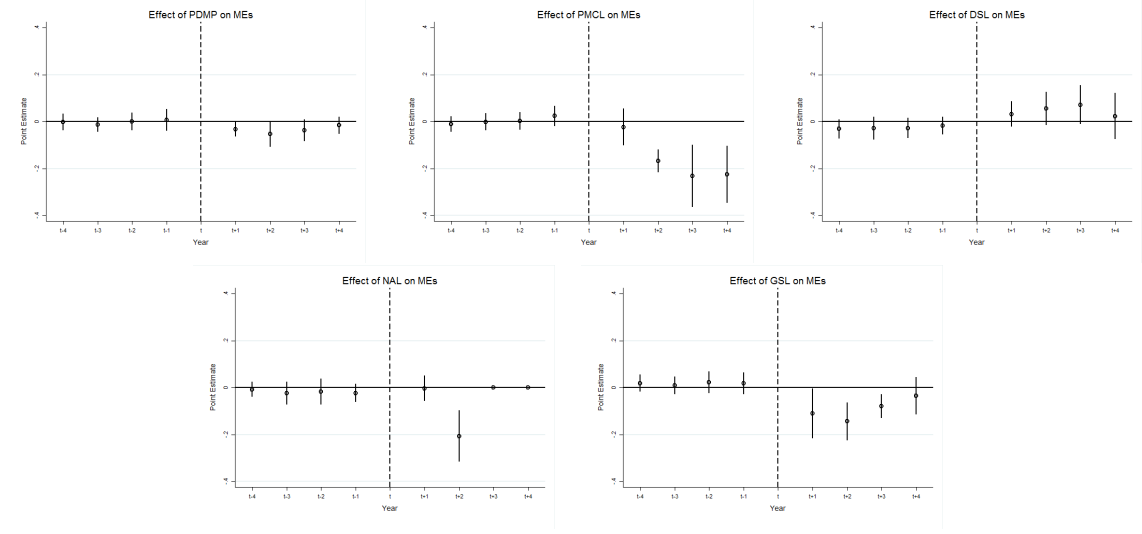 Effect of PDMP on MEs
.4
.2
0
-.2
-.4
Point Estimate
t-4 t-3 t-2 t-1 t t+1 t+2 t+3 t+4
Year
Effect of PMCL on MEs
.4
.2
0
-.2
-.4
Point Estimate
t-4 t-3 t-2 t-1 t t+1 t+2 t+3 t+4
Year
Effect of DSL on MEs
.4
.2
0
-.2
-.4
Point Estimate
t-4 t-3 t-2 t-1 t t+1 t+2 t+3 t+4
Year
Effect of NAL on MEs
.4
.2
0
-.2
-.4
Point Estimate
t-4 t-3 t-2 t-1 t t+1 t+2 t+3 t+4
Year
Effect of GSL on MEs
.4
.2
0
-.2
-.4
Point Estimate
t-4 t-3 t-2 t-1 t t+1 t+2 t+3 t+4
Year